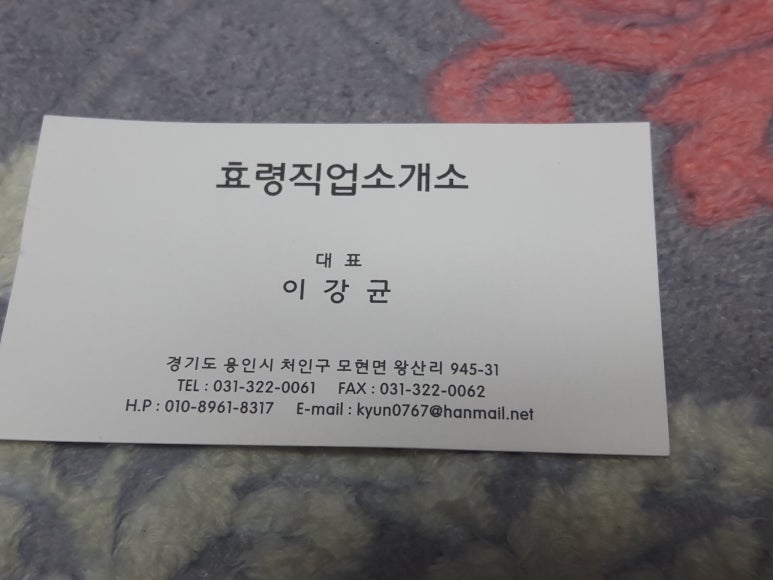 효령직업소개소
대 표
이 강 균
경기도 용인시 처인구 모현면 왕산리 945-31
TEL : 031-322-0061 FAX : 031-322-0062
H.P : 010-8961-8317 E-mail : kyun0767@hanmail.net